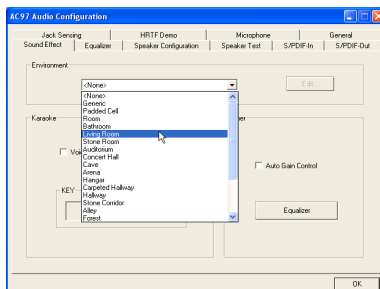 AC97 Audio Configuration
Jack Sensing HRTF Demo Microphone General
Sound Effect Equalizer Speaker Configuration Speaker Test S/PDIF-In S/PDIF-Out
Environment
<None> Edit...
<None>
Generic
Padded Cell
Room
Bathroom
Living Room
Stone Room
Auditorium
Concert Hall
Cave
Arena
Hangar
Carpeted Hallway
Hallway
Stone Corridor
Alley
Forest
Karaoke
Auto Gain Control
KEY
Equalizer
OK